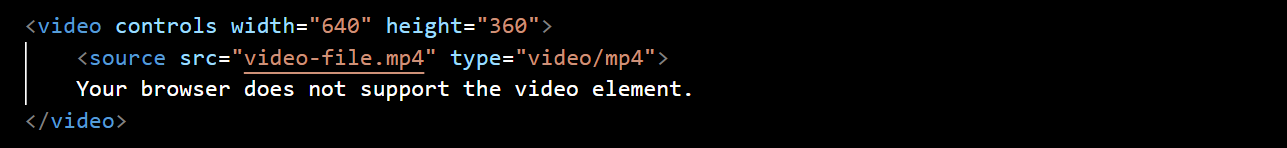 <video controls width="640" height="360">
<source src="video-file.mp4" type="video/mp4">
Your browser does not support the video element.
</video>